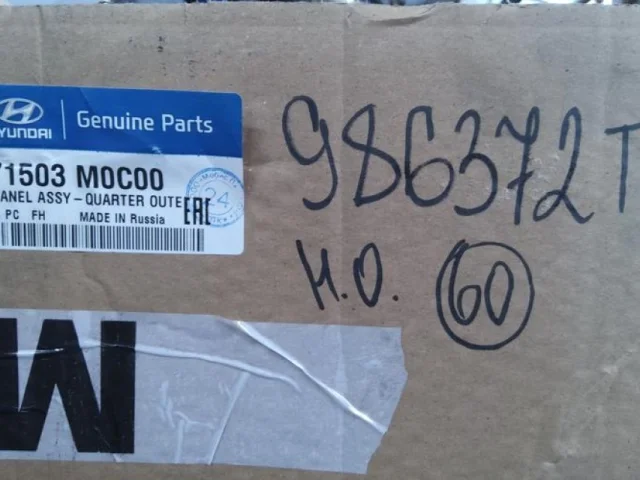 HYUNDAI
Genuine Parts
71503 M0C00
PANEL ASSY-QUARTER OUTE
PC FH MADE IN Russia EAC
24
986372T
H.O. 60